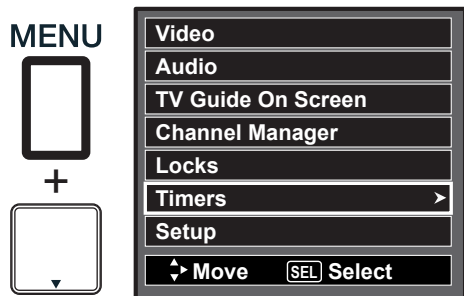 MENU
+
Video
Audio
TV Guide On Screen
Channel Manager
Locks
Timers
Setup
Move SEL Select